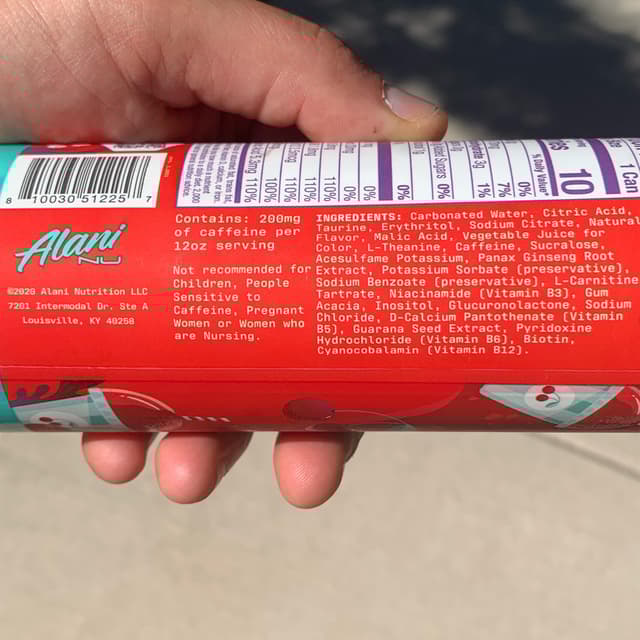 8 10030 51225 7
Alani
NU
©2026 Alani Nutrition LLC
7201 Intermodal Dr. Ste A
Louisville, KY 40258
Contains: 200mg
of caffeine per
12oz serving
Not recommended for
Children, People
Sensitive to
Caffeine, Pregnant
Women or Women who
are Nursing.
INGREDIENTS: Carbonated Water, Citric Acid,
Taurine, Erythritol, Sodium Citrate, Natural
Flavor, Malic Acid, Vegetable Juice for
Color, L-Theanine, Caffeine, Sucralose,
Acesulfame Potassium, Panax Ginseng Root
Extract, Potassium Sorbate (preservative),
Sodium Benzoate (preservative), L-Carnitine
Tartrate, Niacinamide (Vitamin B3), Gum
Acacia, Inositol, Glucuronolactone, Sodium
Chloride, D-Calcium Pantothenate (Vitamin
B5), Guarana Seed Extract, Pyridoxine
Hydrochloride (Vitamin B6), Biotin,
Cyanocobalamin (Vitamin B12).
1 Can
10
% Daily Value*
0%
7%
1%
0%
0%
0%
110%
110%
110%
100%
110%